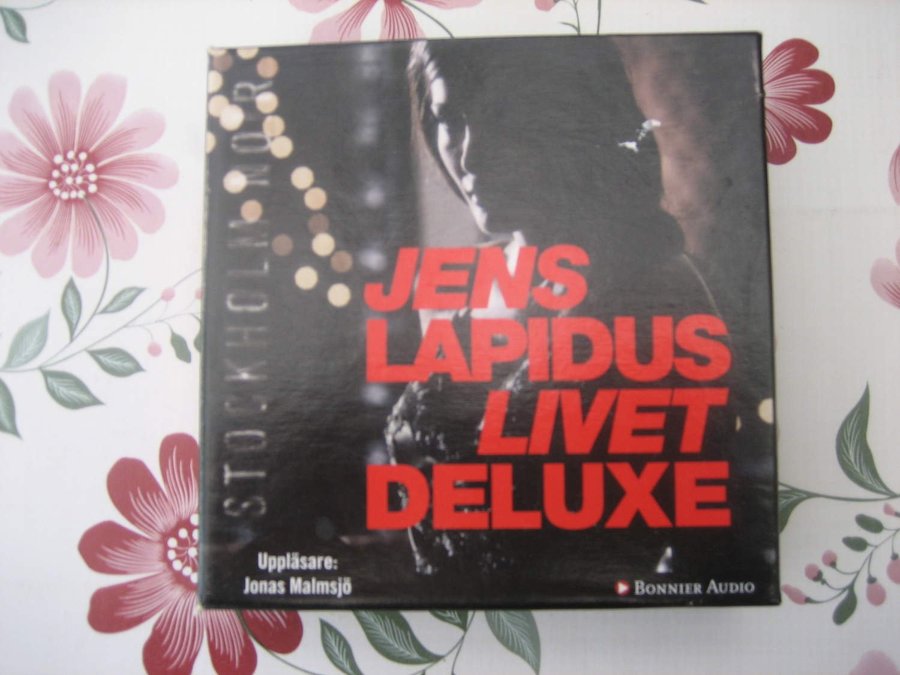 STOCKHOLM NOIR
JENS
LAPIDUS
LIVET
DELUXE
Uppläsare:
Jonas Malmsjö
BONNIER AUDIO